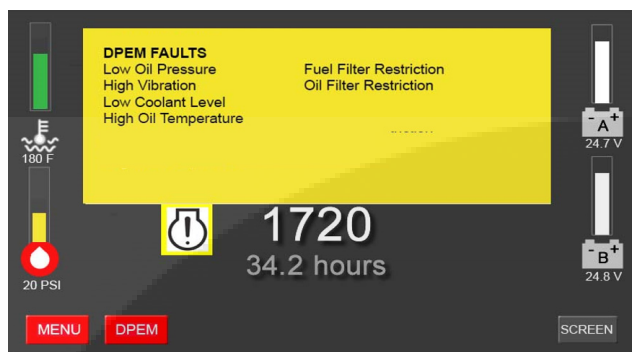 DPEM FAULTS
Low Oil Pressure
High Vibration
Low Coolant Level
High Oil Temperature
Fuel Filter Restriction
Oil Filter Restriction
180 F
20 PSI
1720
34.2 hours
- A +
24.7 V
- B +
24.8 V
MENU
DPEM
SCREEN